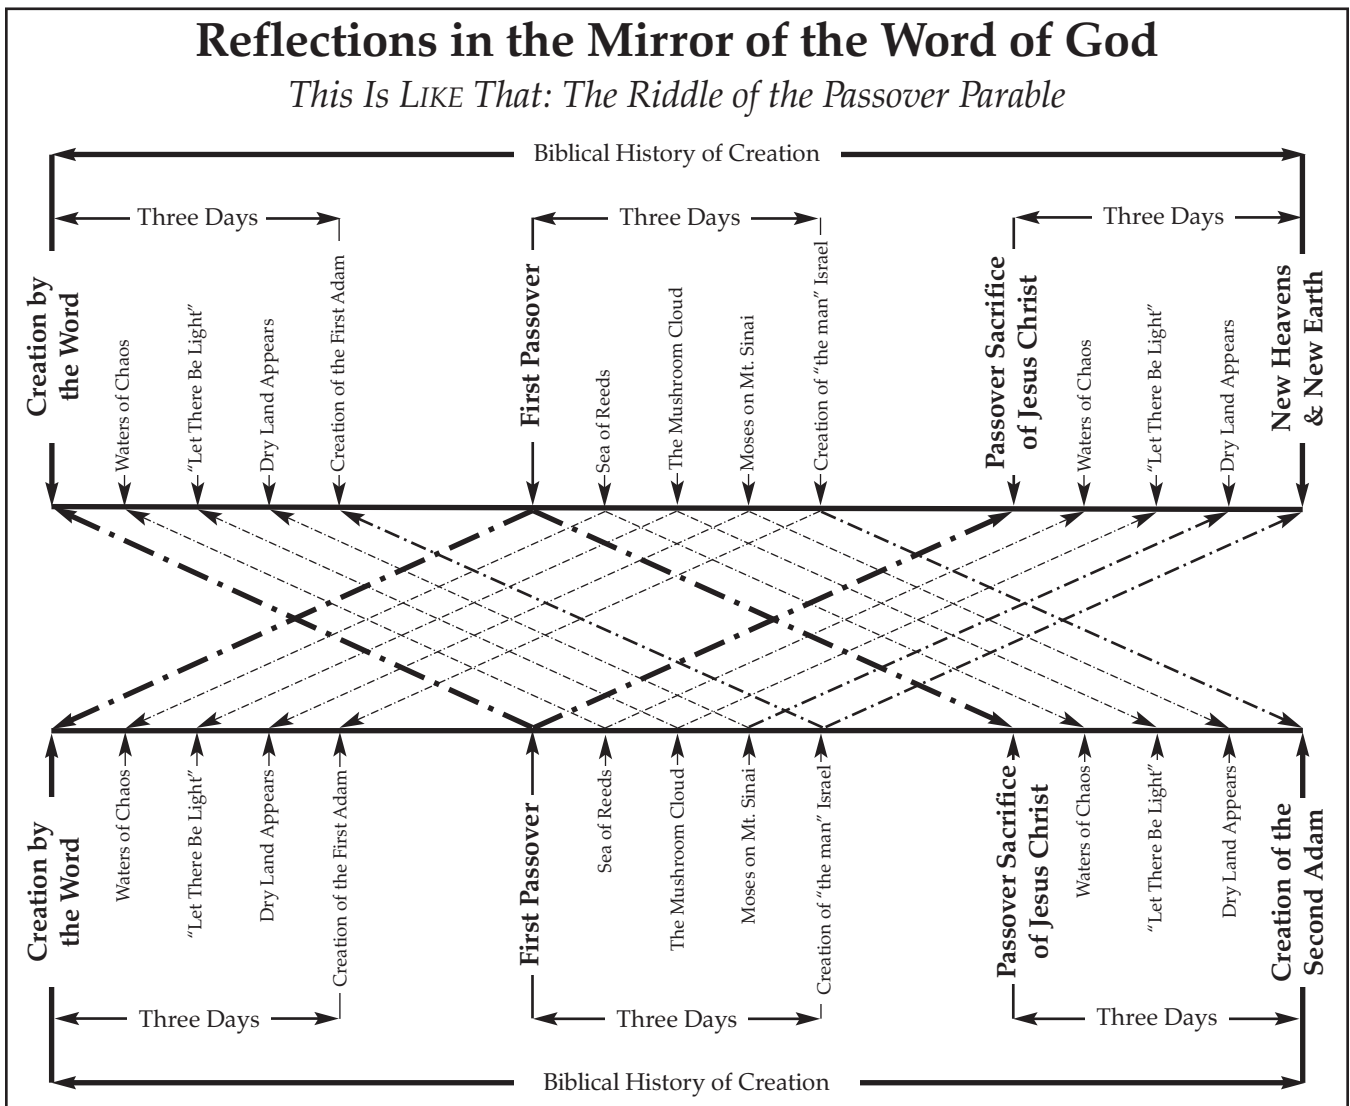 Reflections in the Mirror of the Word of God
This Is LIKE That: The Riddle of the Passover Parable
Biblical History of Creation
Three Days
Three Days
Three Days
Creation by
the Word
Waters of Chaos
“Let There Be Light”
Dry Land Appears
Creation of the First Adam
First Passover
Sea of Reeds
The Mushroom Cloud
Moses on Mt. Sinai
Creation of “the man” Israel
Passover Sacrifice
of Jesus Christ
Waters of Chaos
“Let There Be Light”
Dry Land Appears
New Heavens
& New Earth
Creation by
the Word
Waters of Chaos
“Let There Be Light”
Dry Land Appears
Creation of the First Adam
First Passover
Sea of Reeds
The Mushroom Cloud
Moses on Mt. Sinai
Creation of “the man” Israel
Passover Sacrifice
of Jesus Christ
Waters of Chaos
“Let There Be Light”
Dry Land Appears
Creation of the
Second Adam
Three Days
Three Days
Three Days
Biblical History of Creation